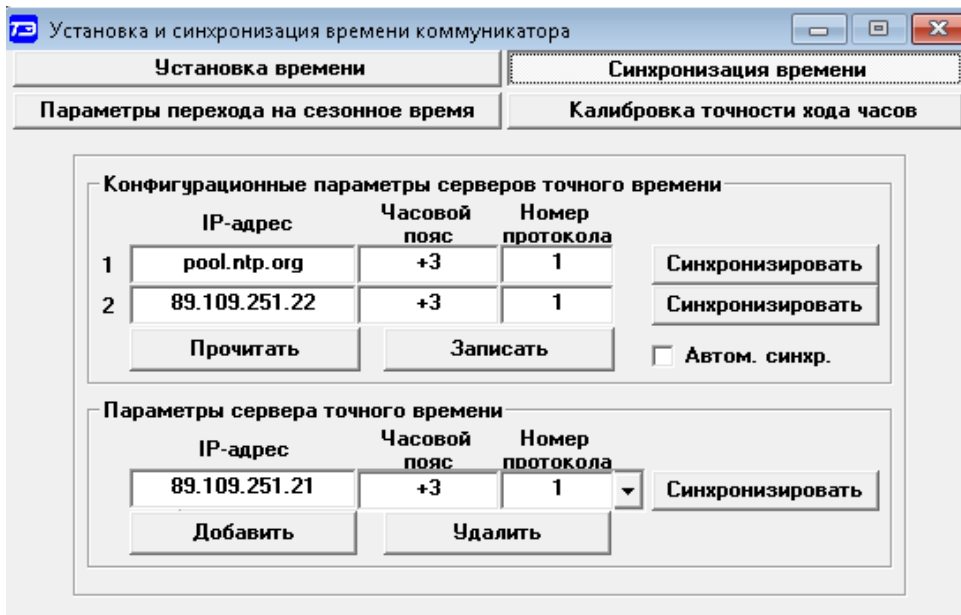 ТЭ Установка и синхронизация времени коммуникатора
Установка времени Синхронизация времени
Параметры перехода на сезонное время Калибровка точности хода часов
Конфигурационные параметры серверов точного времени
IP-адрес Часовой пояс Номер протокола
1 pool.ntp.org +3 1 Синхронизировать
2 89.109.251.22 +3 1 Синхронизировать
Прочитать Записать Автом. синхр.
Параметры сервера точного времени
IP-адрес Часовой пояс Номер протокола
89.109.251.21 +3 1 Синхронизировать
Добавить Удалить